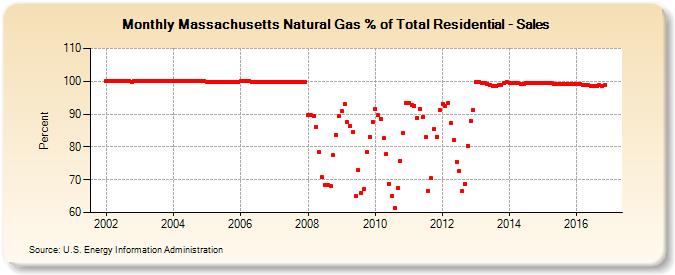 Monthly Massachusetts Natural Gas % of Total Residential - Sales
Percent
110
100
90
80
70
60
2002 2004 2006 2008 2010 2012 2014 2016
Source: U.S. Energy Information Administration